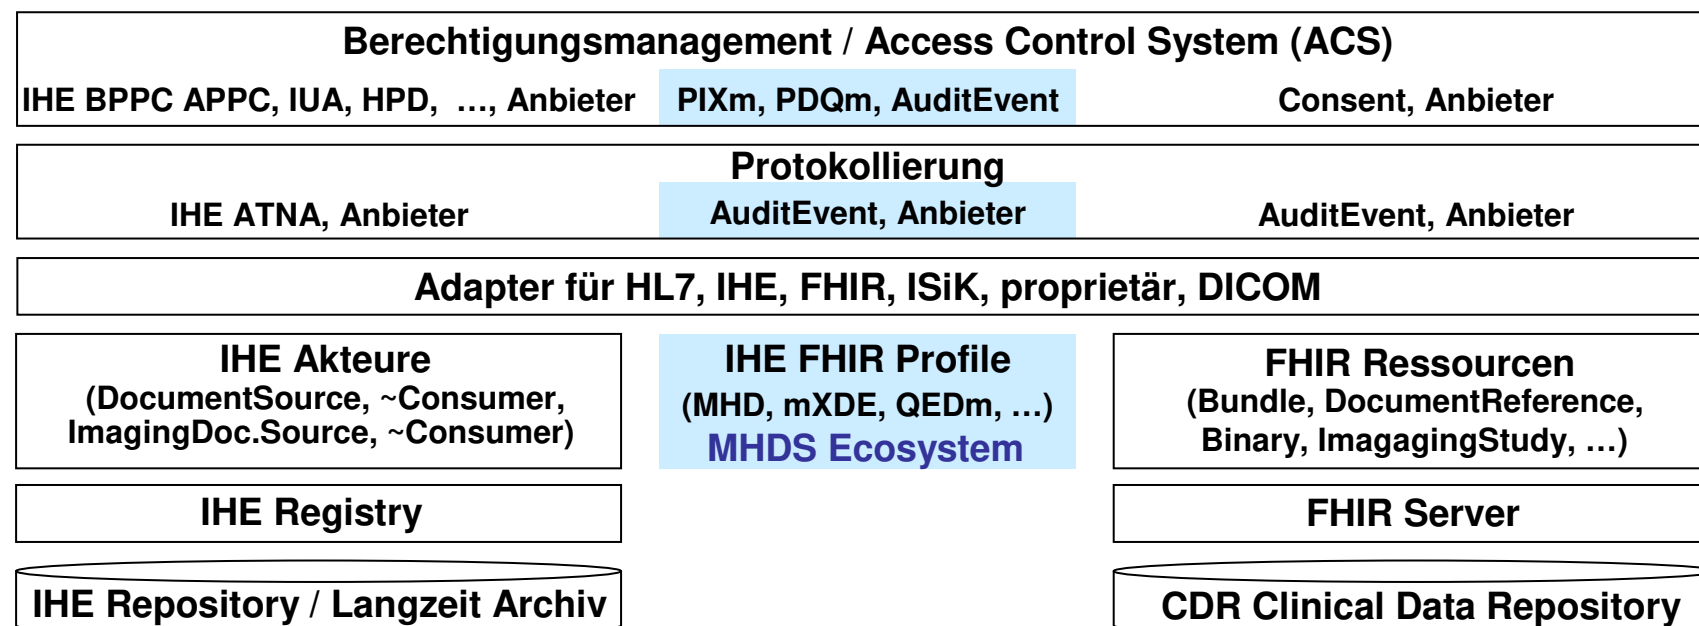 Berechtigungsmanagement / Access Control System (ACS)
IHE BPPC APPC, IUA, HPD, …, Anbieter
PIXm, PDQm, AuditEvent
Consent, Anbieter
Protokollierung
IHE ATNA, Anbieter
AuditEvent, Anbieter
AuditEvent, Anbieter
Adapter für HL7, IHE, FHIR, ISiK, proprietär, DICOM
IHE Akteure
(DocumentSource, ~Consumer,
ImagingDoc.Source, ~Consumer)
IHE FHIR Profile
(MHD, mXDE, QEDm, …)
MHDS Ecosystem
FHIR Ressourcen
(Bundle, DocumentReference,
Binary, ImagagingStudy, …)
IHE Registry
FHIR Server
IHE Repository / Langzeit Archiv
CDR Clinical Data Repository